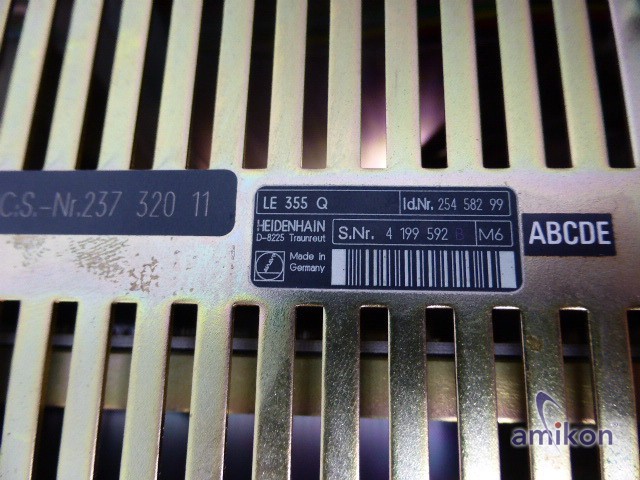 C.S.-Nr.237 320 11
LE 355 Q
Id.Nr. 254 582 99
HEIDENHAIN
D-8225 Traunreut
S.Nr. 4 199 592 B M6
Made in
Germany
ABCDE
amikon